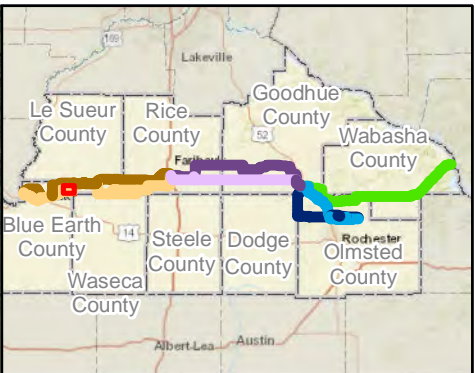 169
Lakeville
Goodhue
County
Le Sueur
County
Rice
County
52
Wabasha
County
Blue Earth
County
14
Steele
County
Dodge
County
Rochester
Olmsted
County
Waseca
County
Albert Lea
Austin